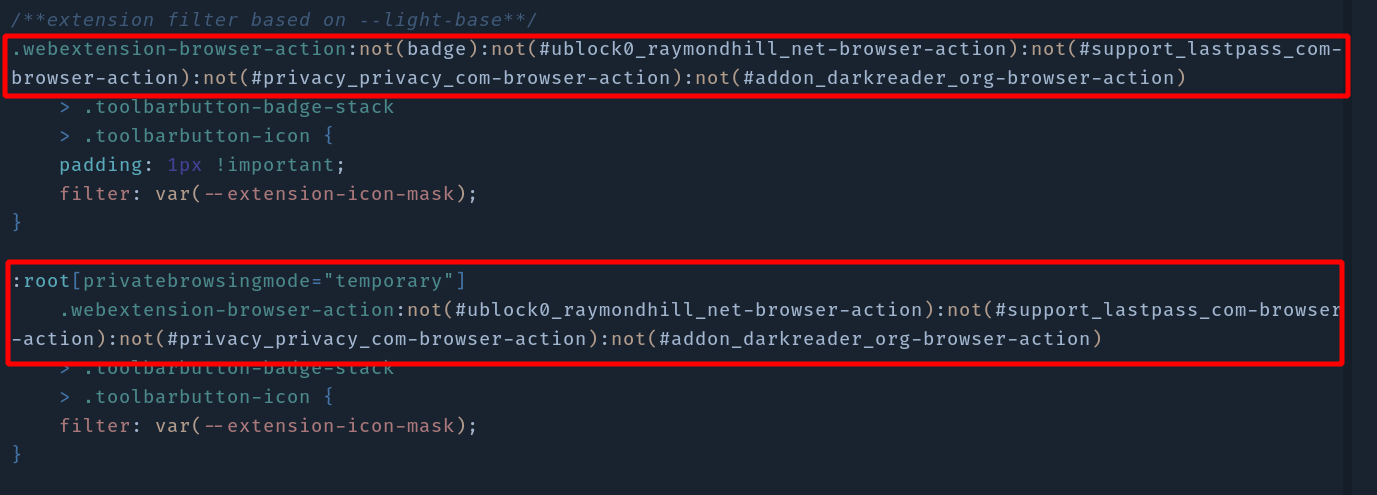 /**extension filter based on --light-base**/
.webextension-browser-action:not(badge):not(#ublock0_raymondhill_net-browser-action):not(#support_lastpass_com-
browser-action):not(#privacy_privacy_com-browser-action):not(#addon_darkreader_org-browser-action)
> .toolbarbutton-badge-stack
> .toolbarbutton-icon {
padding: 1px !important;
filter: var(--extension-icon-mask);
}
:root[privatebrowsingmode="temporary"]
.webextension-browser-action:not(#ublock0_raymondhill_net-browser-action):not(#support_lastpass_com-browser
-action):not(#privacy_privacy_com-browser-action):not(#addon_darkreader_org-browser-action)
> .toolbarbutton-badge-stack
> .toolbarbutton-icon {
filter: var(--extension-icon-mask);
}